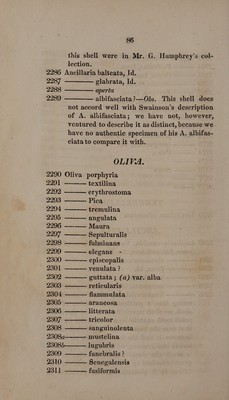 86
this shell were in Mr. G. Humphrey's col-
lection.
2286 Ancillaria balteata, Id.
2287 ——— glabrata, Id.
2288 ——— aperta
2289 ——— albifasciata?—Obs. This shell does
not accord well with Swainson's description
of A. albifasciata; we have not, however,
ventured to describe it as distinct, because we
have no authentic specimen of his A. albifas-
ciata to compare it with.
OLIVA.
2290 Oliva porphyria
2291 ——— textilina
2292 ——— erythrostoma
2293 ——— Pica
2294 ——— tremulina
2295 ——— angulata
2296 ——— Maura
2297 ——— Sepulturalis
2298 ——— fulminans
2299 ——— elegans
2300 ——— episcopalis
2301 ——— venulata ?
2302 ——— guttata; (a) var. alba
2303 ——— reticularis
2304 ——— flammulata
2305 ——— araneosa
2306 ——— litterata
2307 ——— tricolor
2308 ——— sanguinolenta
2308a ——— mustelina
2308b ——— lugubris
2309 ——— funebralis ?
2310 ——— Senegalensis
2311 ——— fusiformis